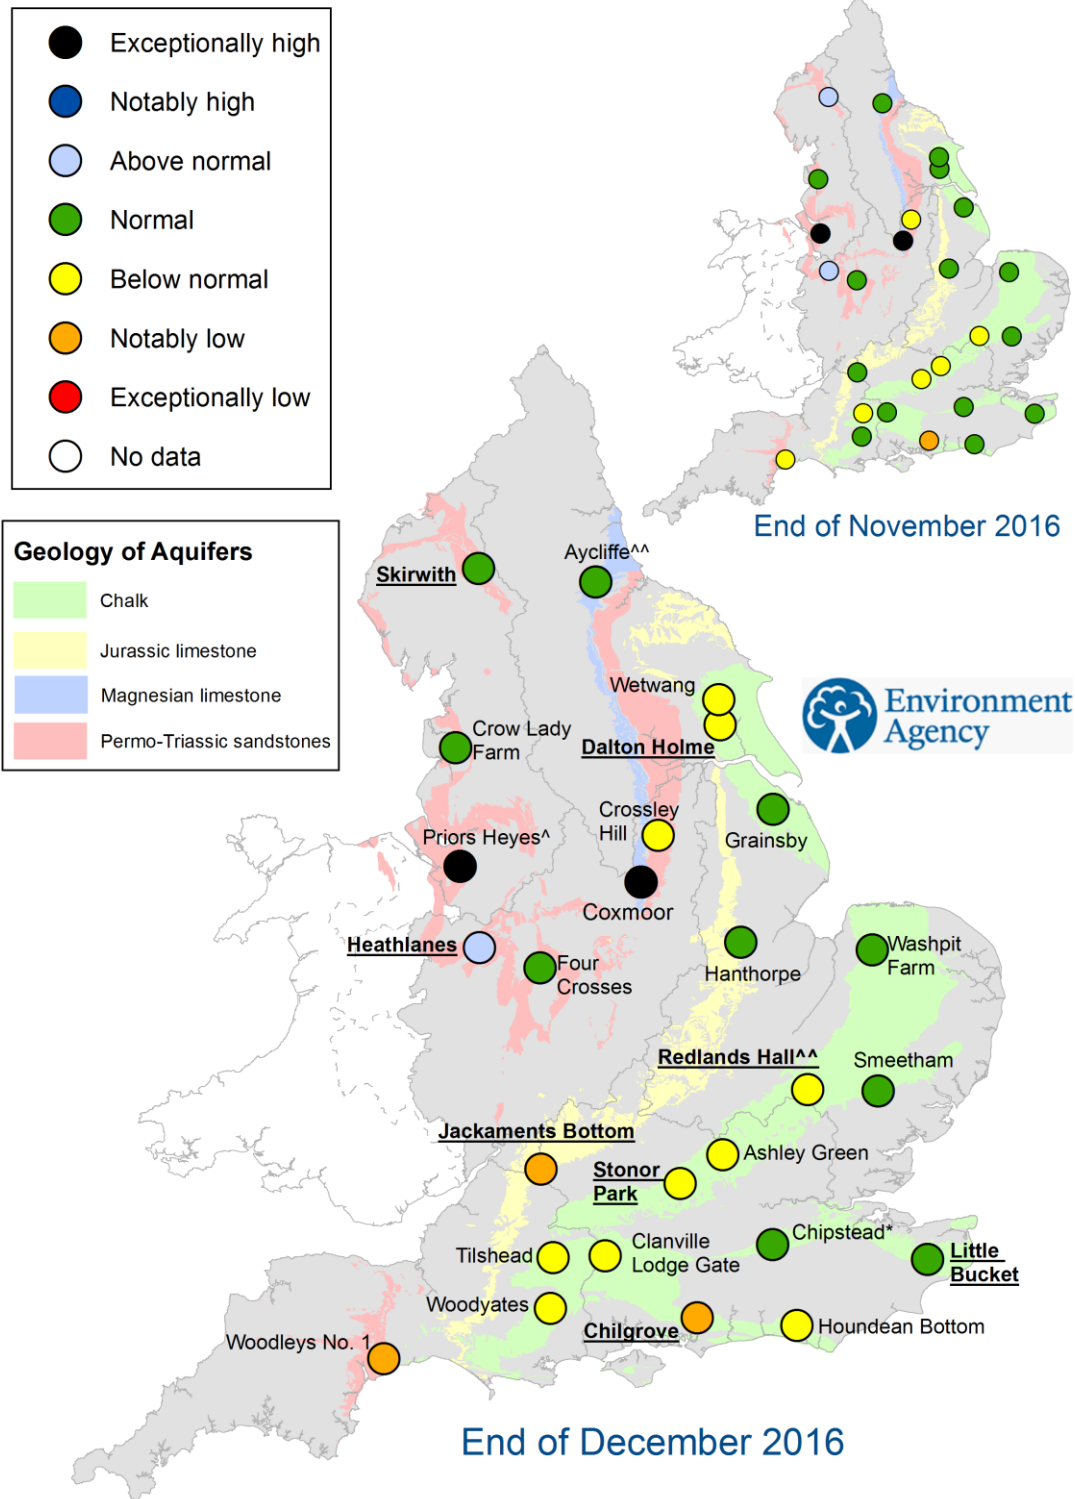 Exceptionally high
Notably high
Above normal
Normal
Below normal
Notably low
Exceptionally low
No data
End of November 2016
Geology of Aquifers
Chalk
Jurassic limestone
Magnesian limestone
Permo-Triassic sandstones
Environment
Agency
Aycliffe^^
Skirwith
Wetwang
Crow Lady
Farm
Dalton Holme
Crossley
Hill
Grainsby
Priors Heyes^
Coxmoor
Heathlanes
Four
Crosses
Hanthorpe
Washpit
Farm
Redlands Hall^^
Smeetham
Jackaments Bottom
Ashley Green
Stonor
Park
Chipstead*
Tilshead
Clanville
Lodge Gate
Little
Bucket
Woodyates
Chilgrove
Houndean Bottom
Woodleys No. 1
End of December 2016